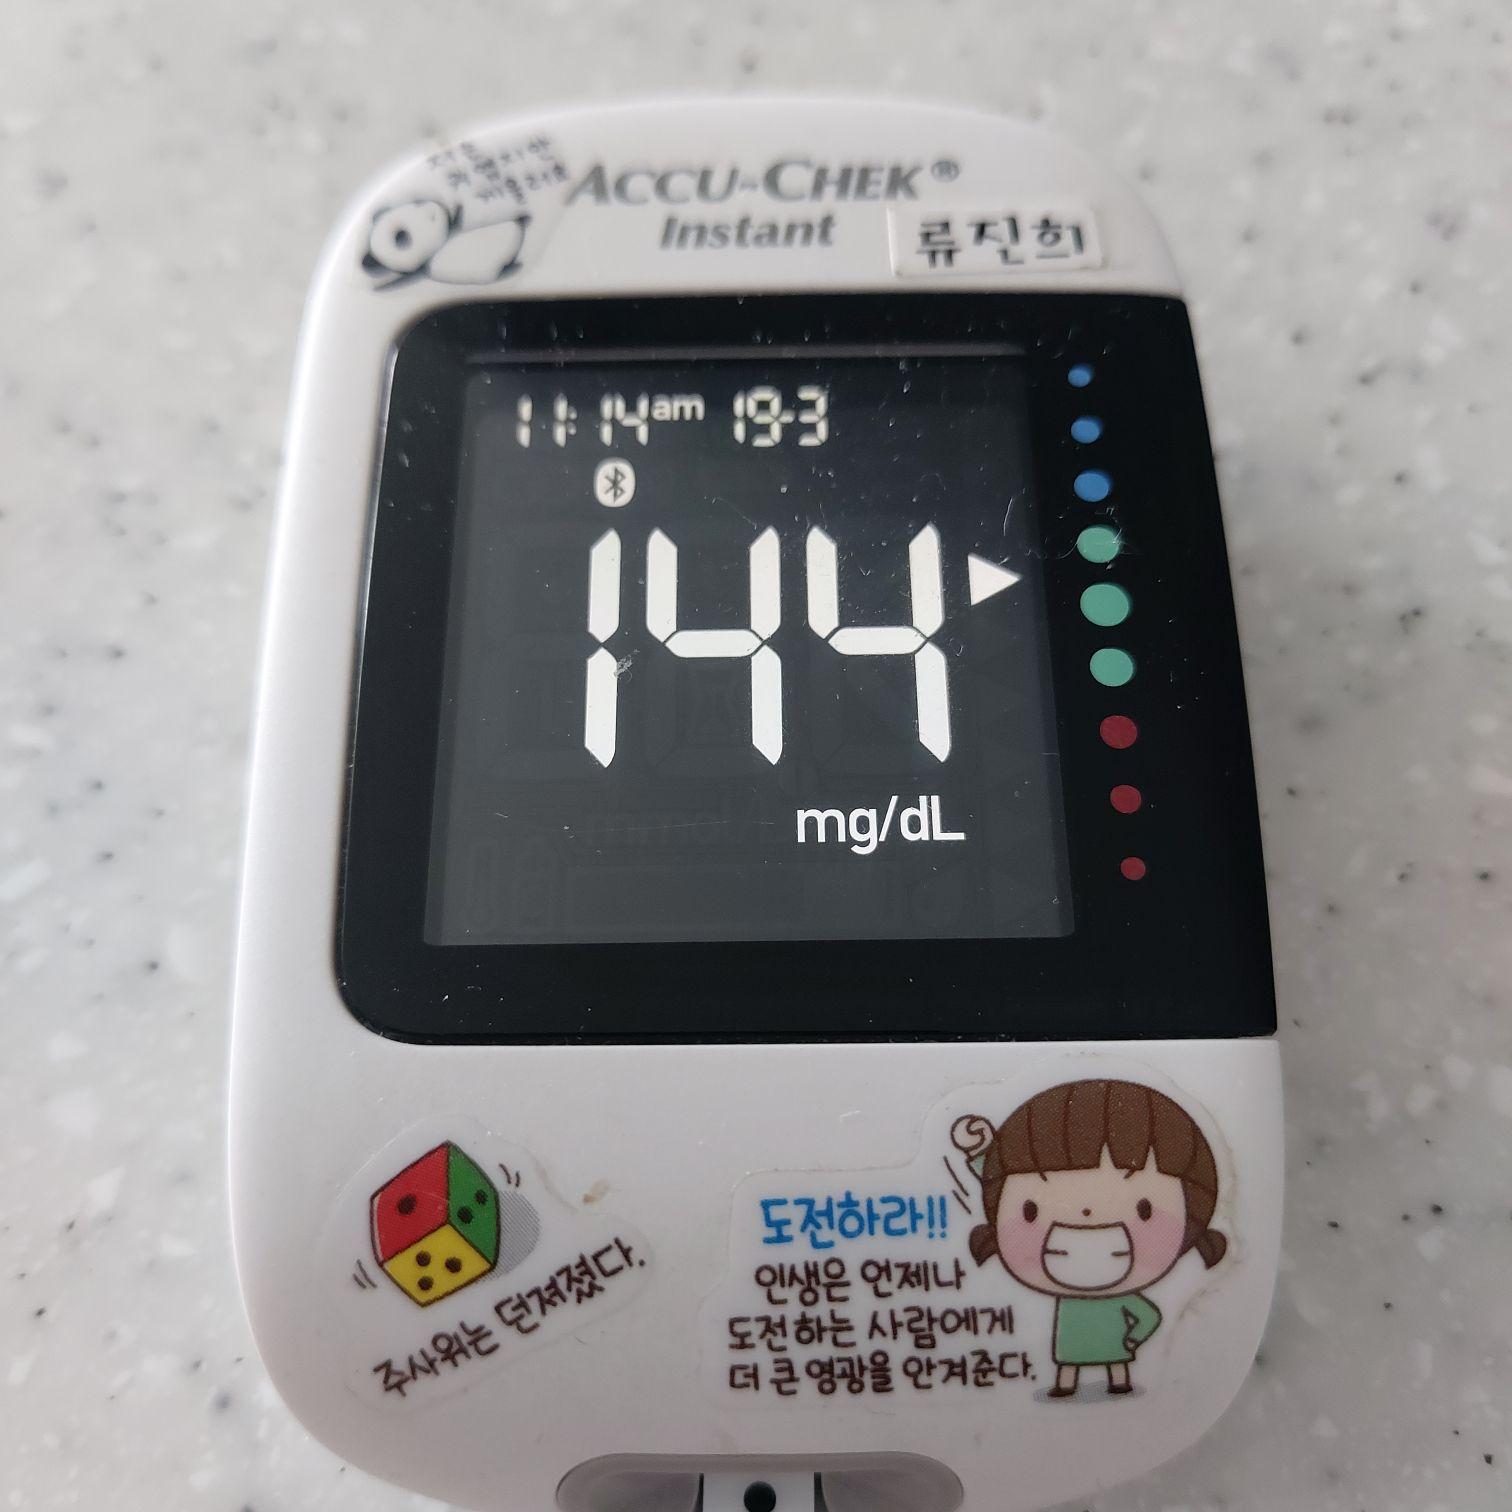 ACCU-CHEK®
Instant
류진희
11:14 am 19-3
144
mg/dL
주사위는 던져졌다.
도전하라!!
인생은 언제나
도전하는 사람에게
더 큰 영광을 안겨준다.